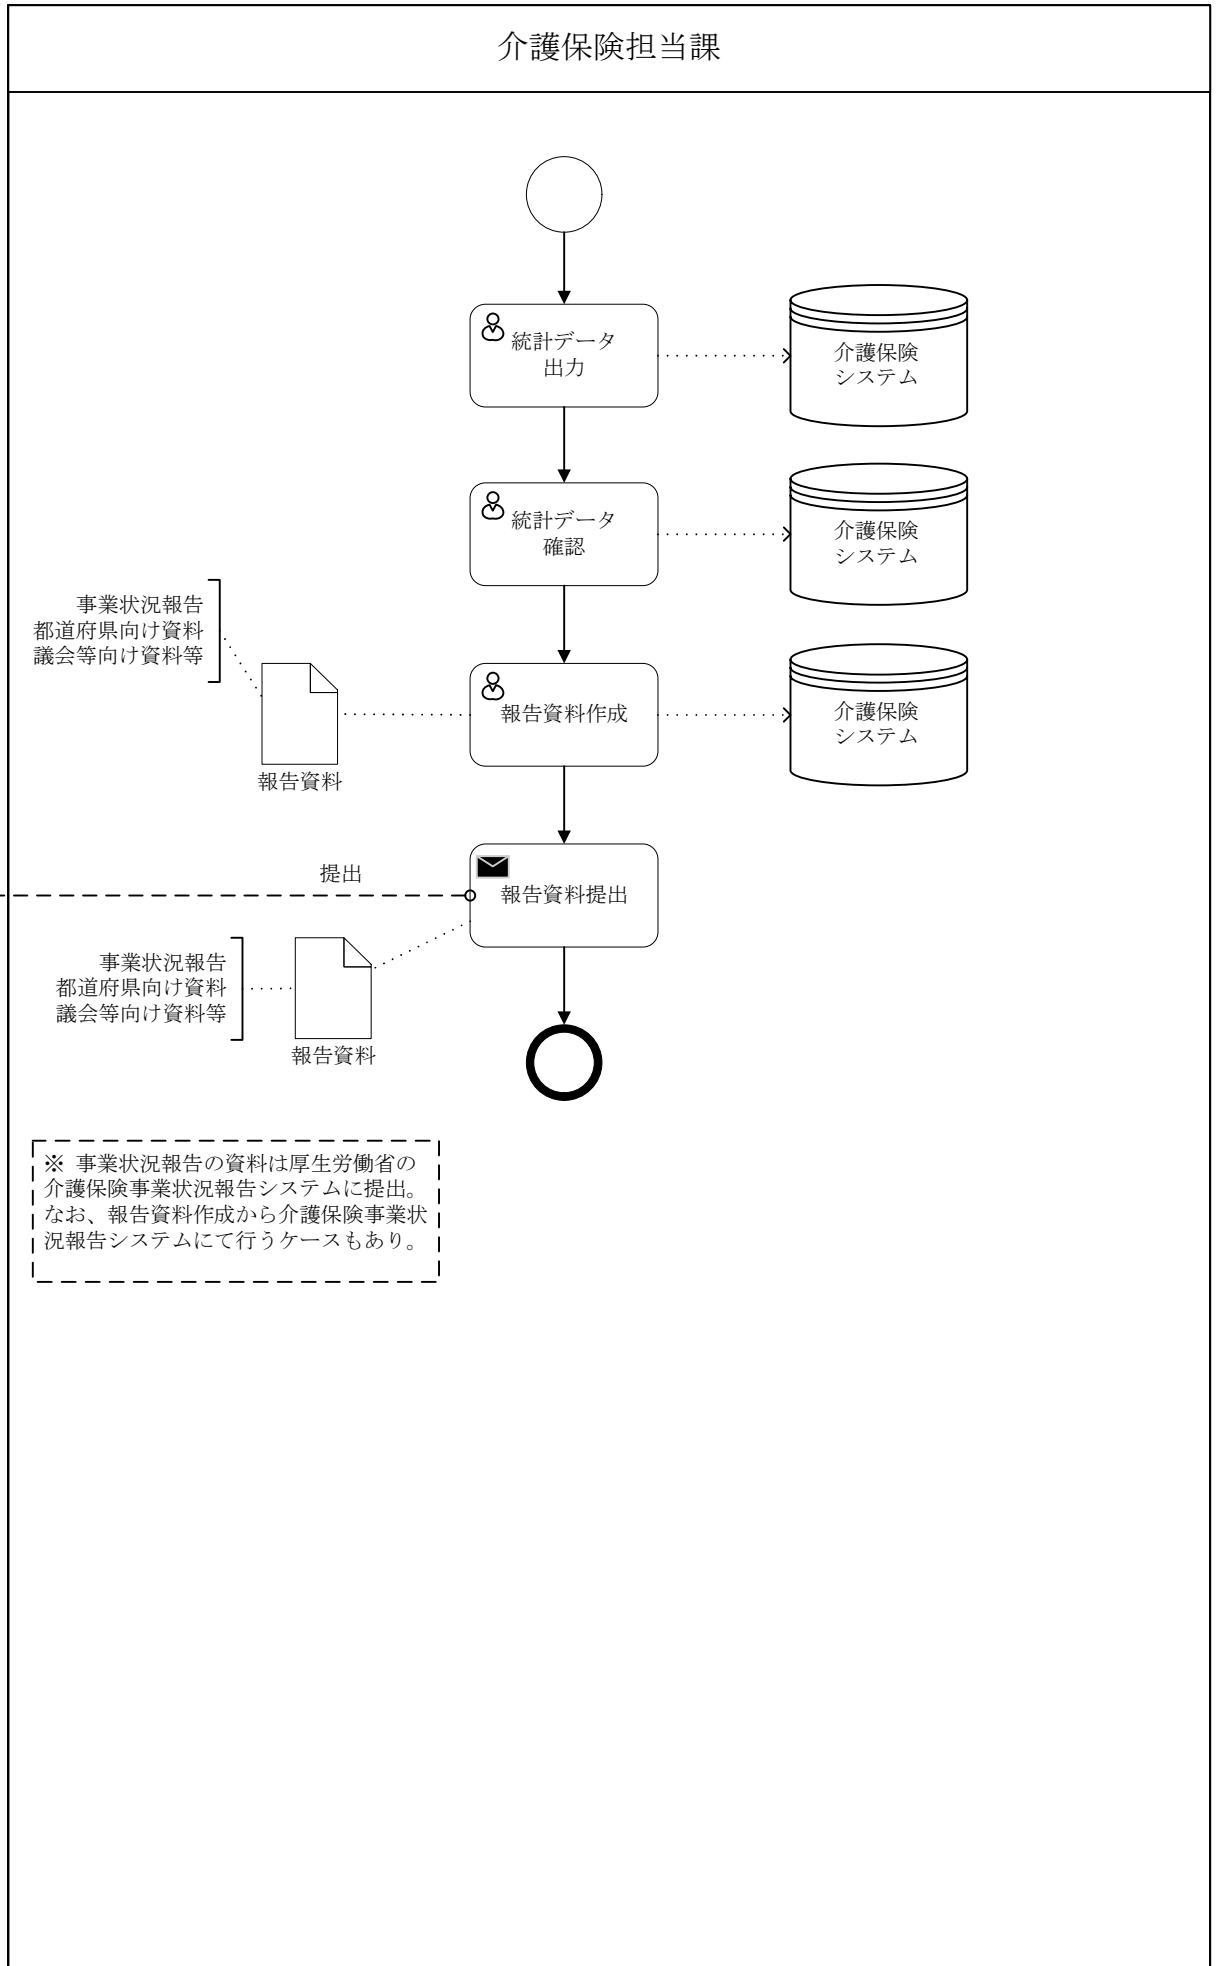 介護保険担当課
統計データ
出力
介護保険
システム
統計データ
確認
介護保険
システム
事業状況報告
都道府県向け資料
議会等向け資料等
報告資料
報告資料作成
介護保険
システム
提出
報告資料提出
事業状況報告
都道府県向け資料
議会等向け資料等
報告資料
※ 事業状況報告の資料は厚生労働省の
介護保険事業状況報告システムに提出。
なお、報告資料作成から介護保険事業状
況報告システムにて行うケースもあり。